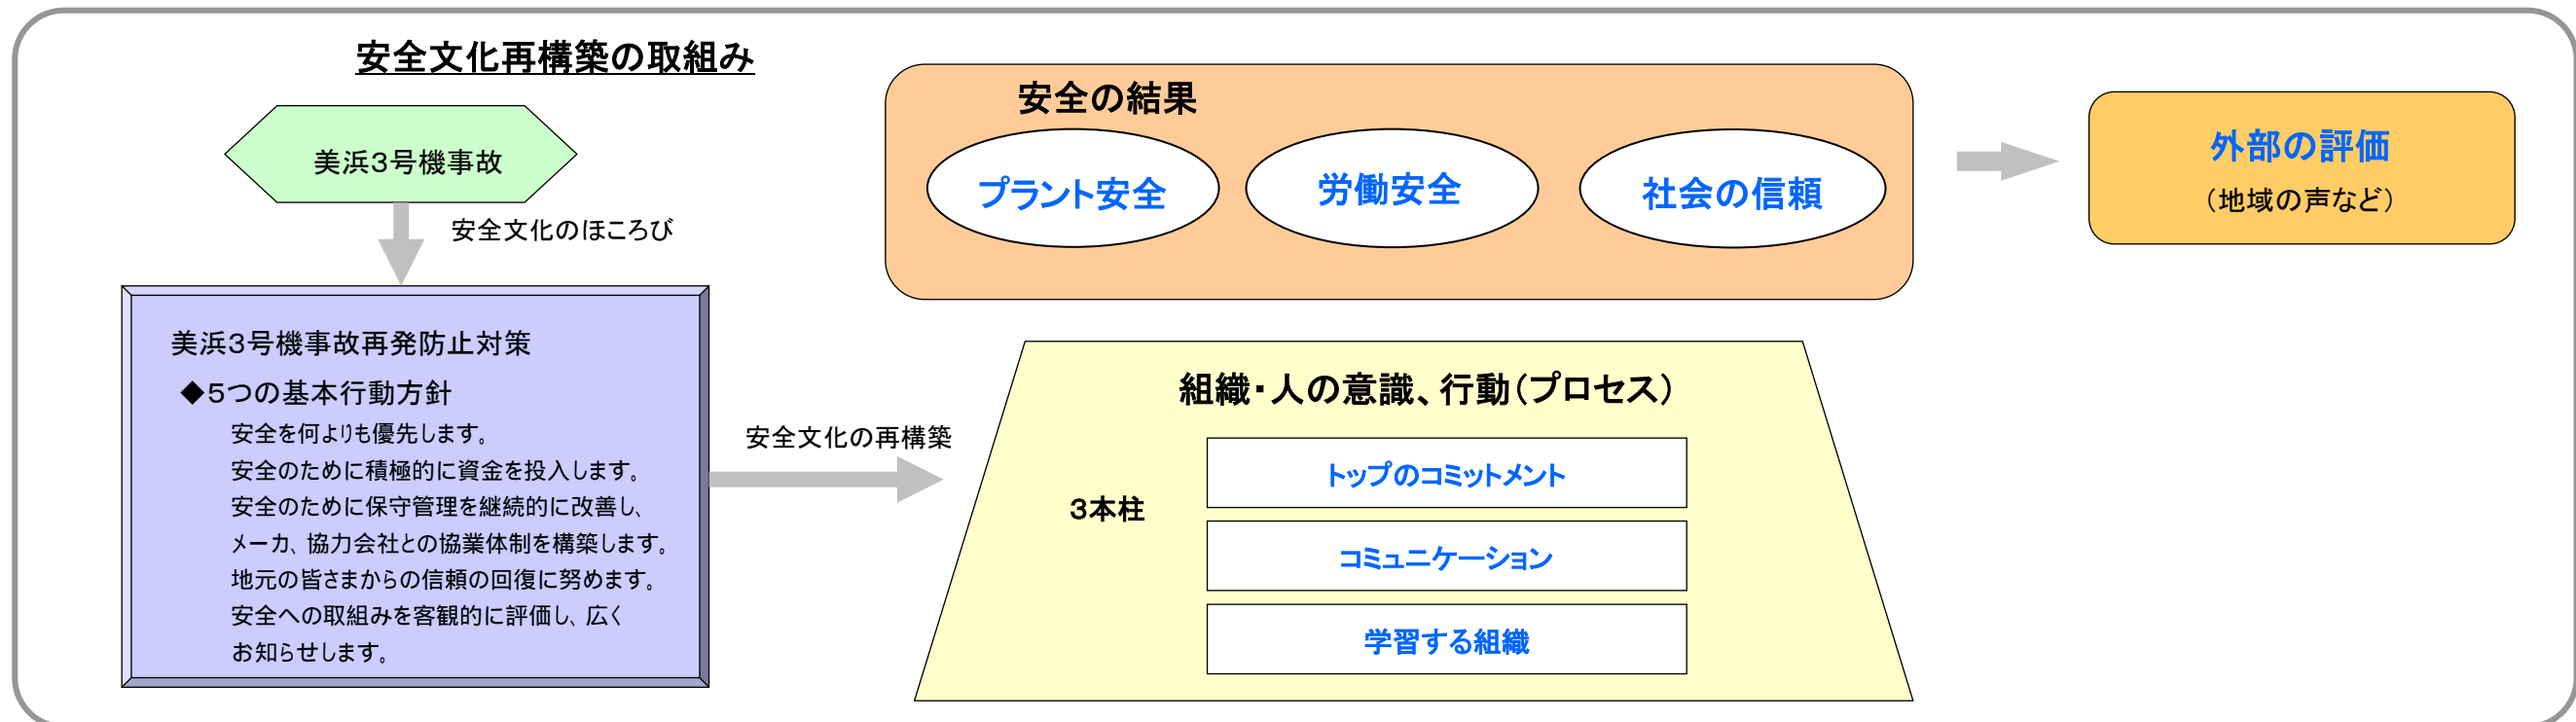 安全文化再構築の取組み
美浜3号機事故
安全文化のほころび
美浜3号機事故再発防止対策
◆5つの基本行動方針
安全を何よりも優先します。
安全のために積極的に資金を投入します。
安全のために保守管理を継続的に改善し、
メーカ、協力会社との協業体制を構築します。
地元の皆さまからの信頼の回復に努めます。
安全への取組みを客観的に評価し、広く
お知らせします。
安全文化の再構築
安全の結果
プラント安全
労働安全
社会の信頼
組織・人の意識、行動(プロセス)
3本柱
トップのコミットメント
コミュニケーション
学習する組織
外部の評価
(地域の声など)